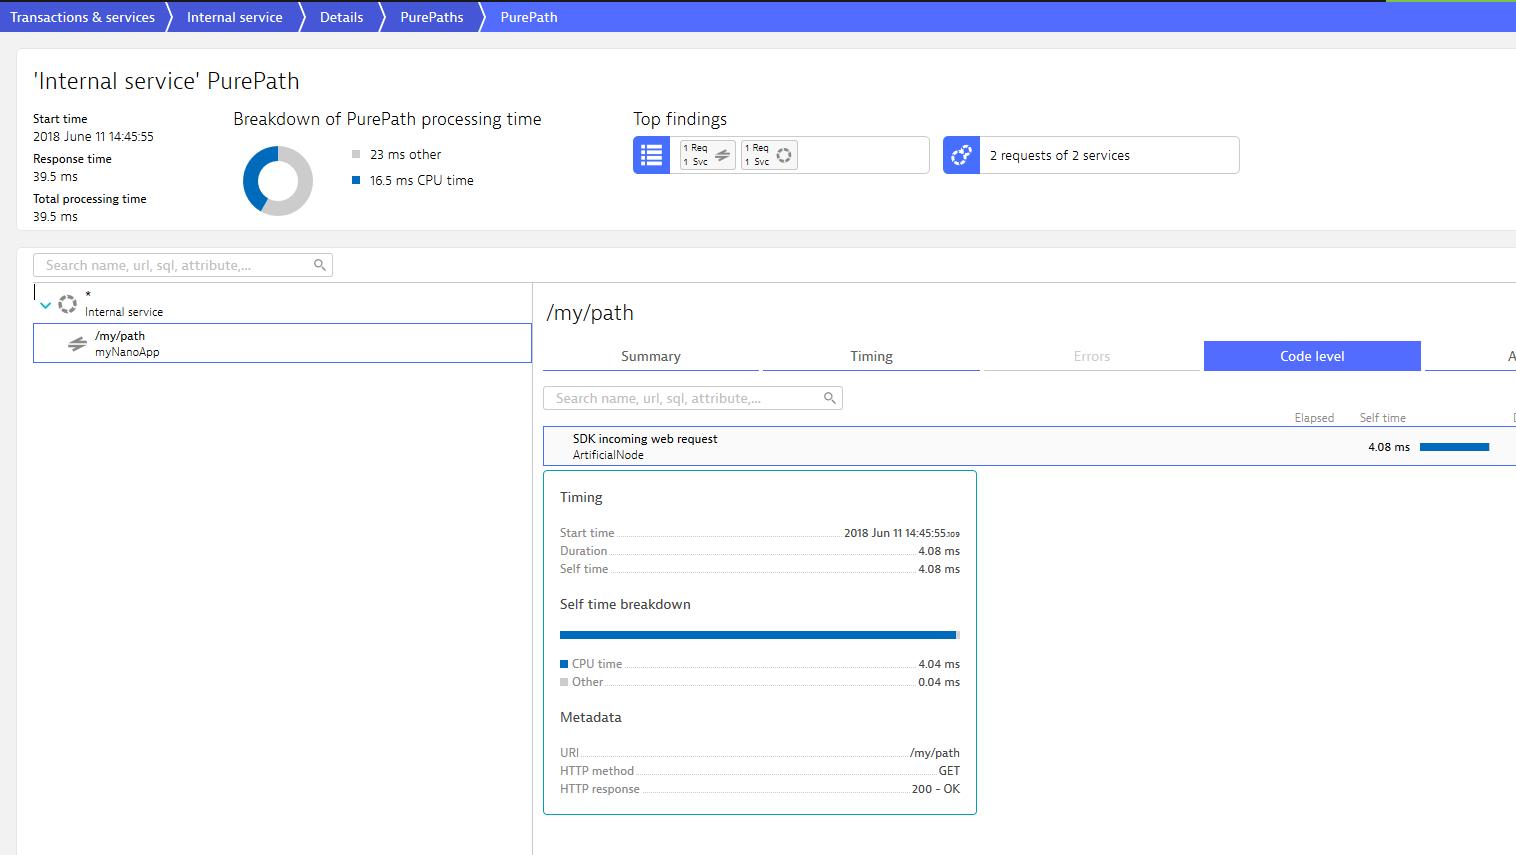 Transactions & services
Internal service
Details
PurePaths
PurePath
'Internal service' PurePath
Start time
2018 June 11 14:45:55
Response time
39.5 ms
Total processing time
39.5 ms
Breakdown of PurePath processing time
23 ms other
16.5 ms CPU time
Top findings
1 Req
1 Svc
1 Req
1 Svc
2 requests of 2 services
Search name, url, sql, attribute,...
*
Internal service
/my/path
myNanoApp
/my/path
Summary
Timing
Errors
Code level
A
Search name, url, sql, attribute,...
Elapsed
Self time
SDK incoming web request
ArtificialNode
4.08 ms
Timing
Start time 2018 Jun 11 14:45:55.109
Duration 4.08 ms
Self time 4.08 ms
Self time breakdown
CPU time 4.04 ms
Other 0.04 ms
Metadata
URI /my/path
HTTP method GET
HTTP response 200 - OK